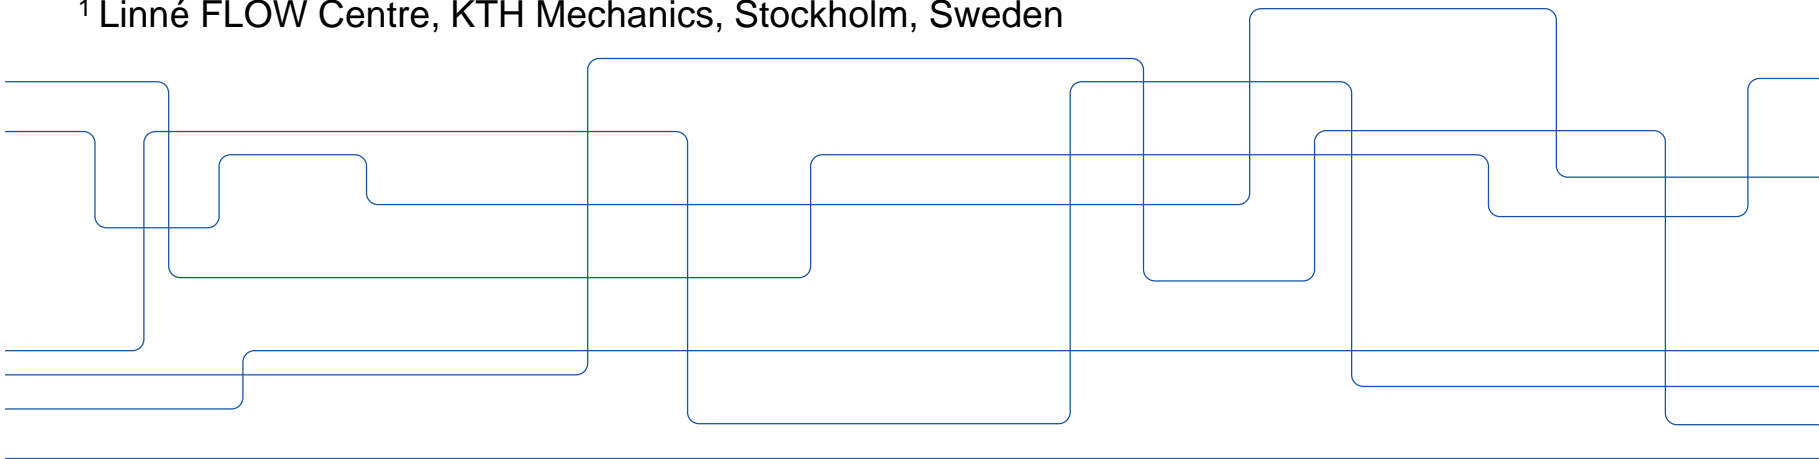 ¹ Linné FLOW Centre, KTH Mechanics, Stockholm, Sweden